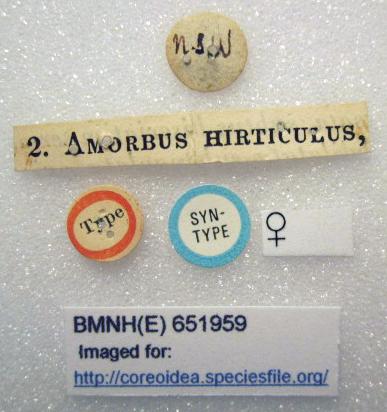 N.S.W
2. AMORBUS HIRTICULUS,
Type
SYN-
TYPE
♀
BMNH(E) 651959
Imaged for:
http://coreoidea.speciesfile.org/